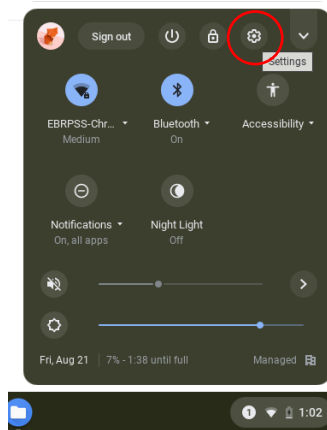 Sign out
Settings
EBRPSS-Chr... Bluetooth Accessibility
Medium On
Notifications Night Light
On, all apps Off
Fri, Aug 21 7% - 1:38 until full Managed
1 1:02